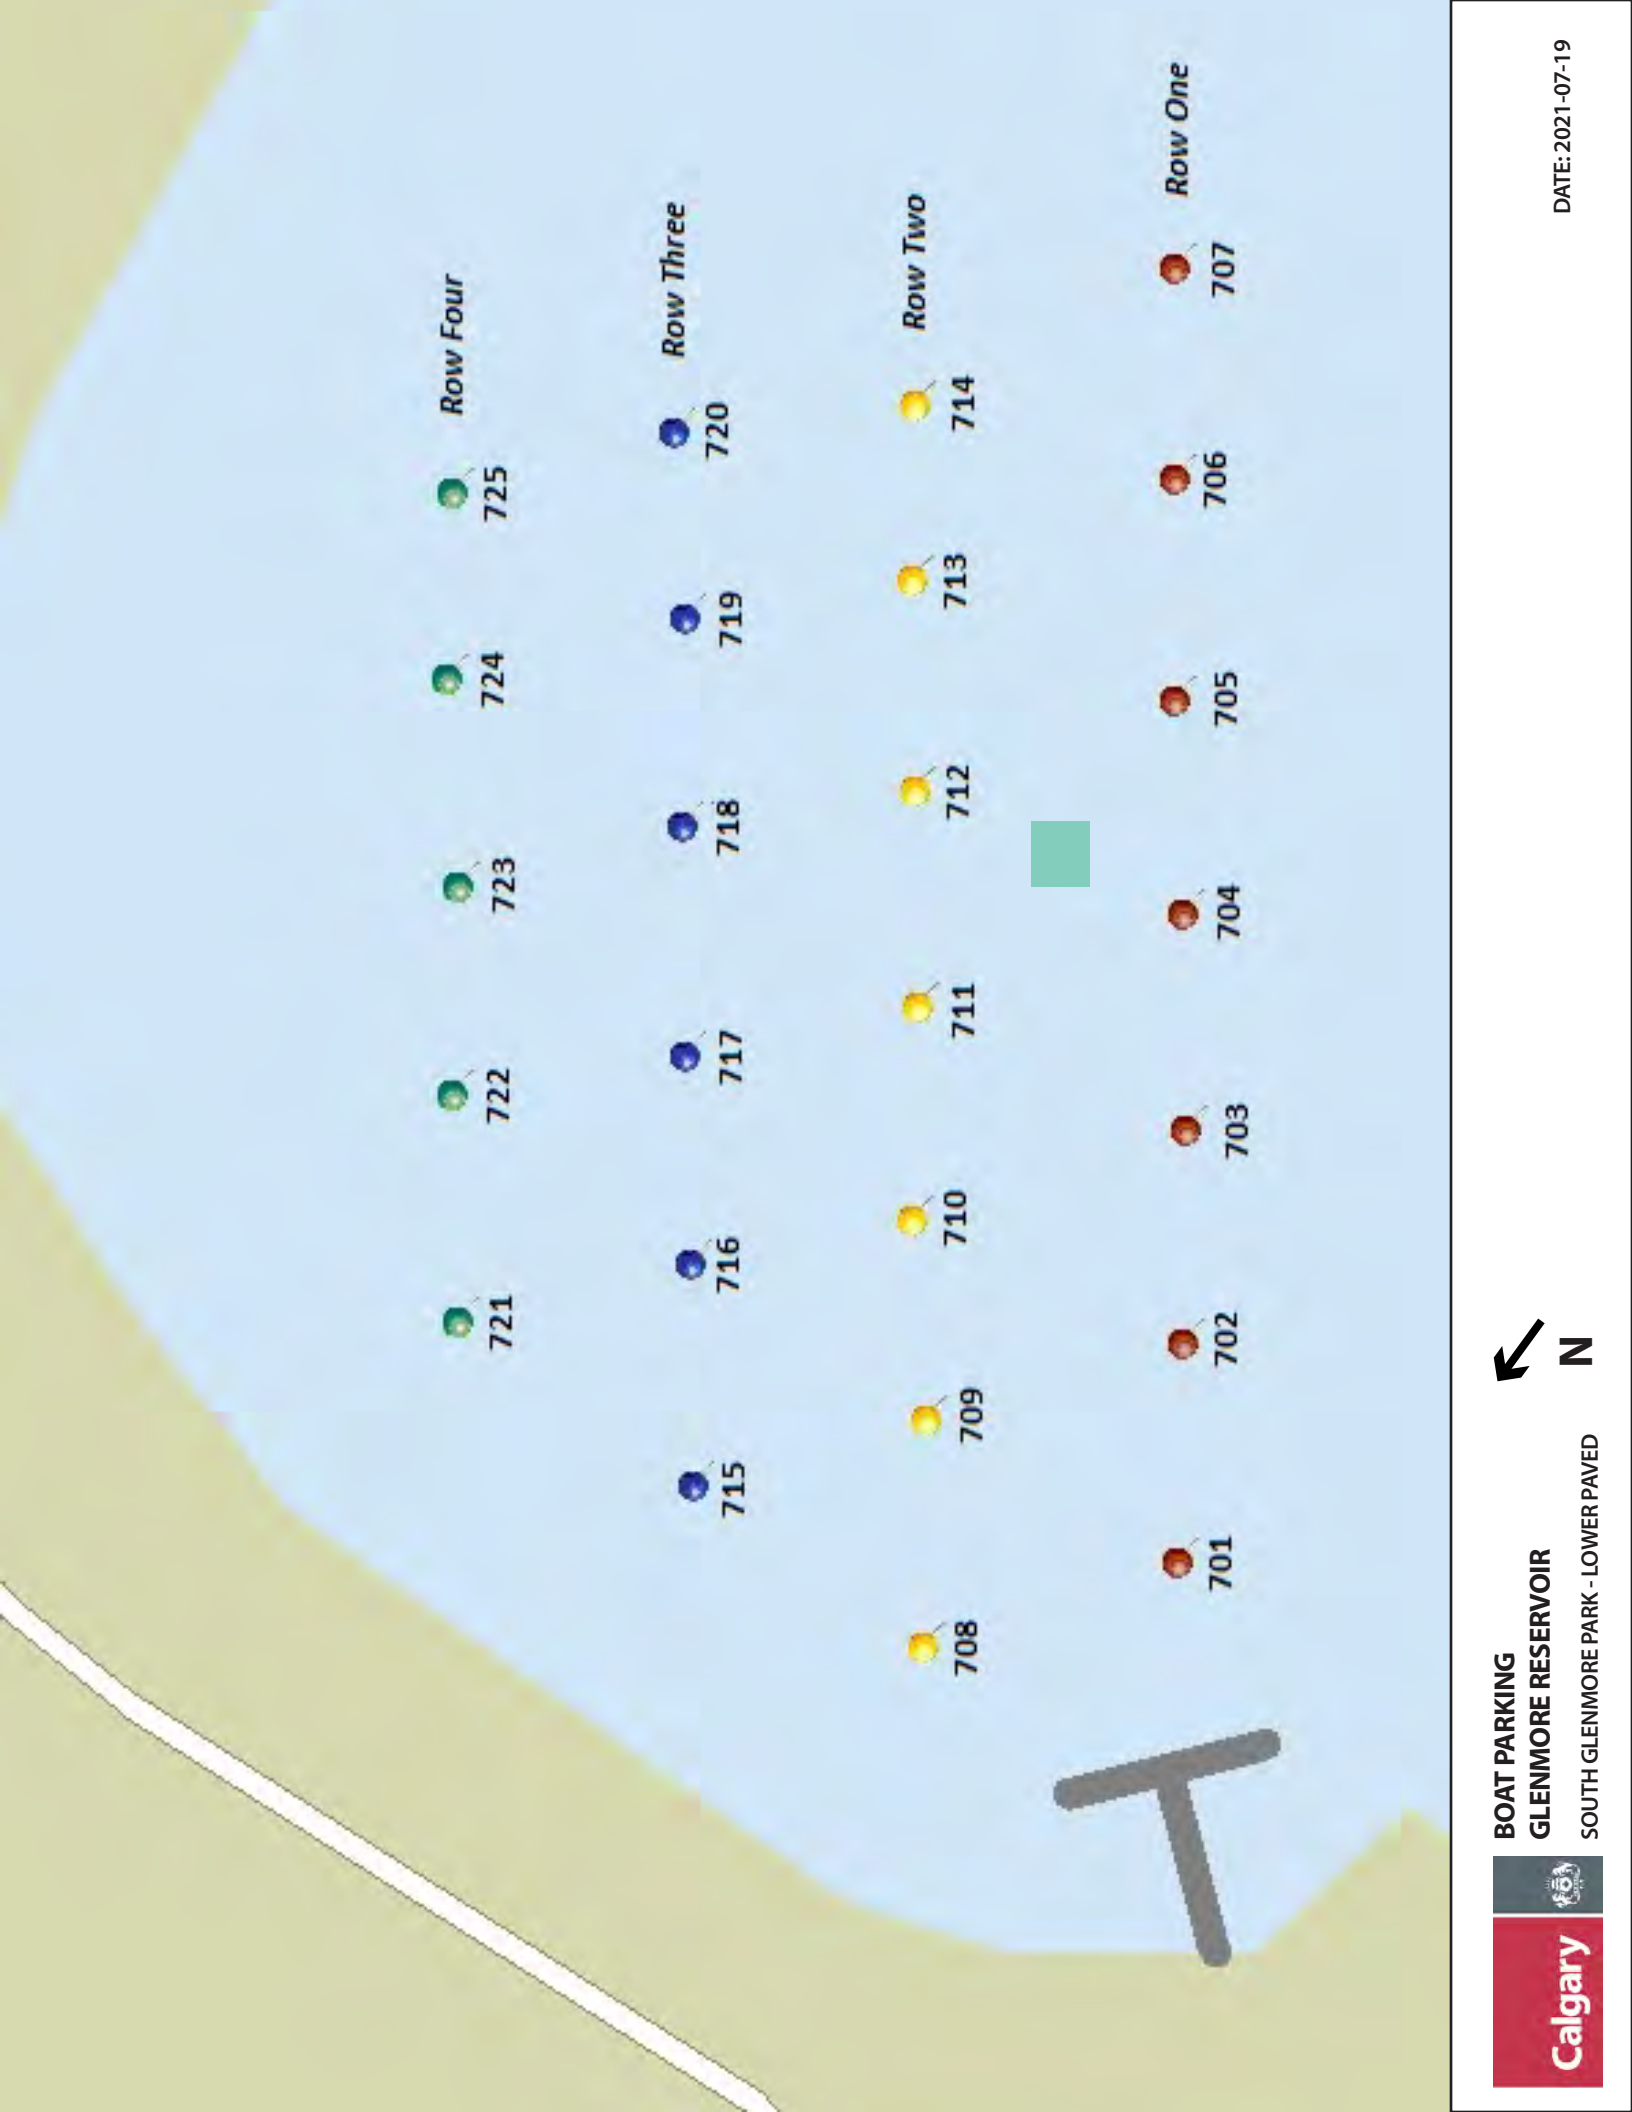 Row Four
721
722
723
724
725
Row Three
715
716
717
718
719
720
Row Two
708
709
710
711
712
713
714
Row One
701
702
703
704
705
706
707
Calgary
BOAT PARKING
GLENMORE RESERVOIR
SOUTH GLENMORE PARK - LOWER PAVED
N
DATE: 2021-07-19